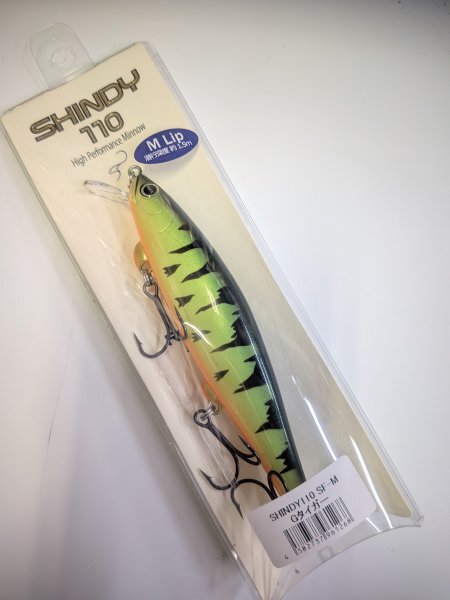 SHINDY
110
High Performance Minnow
M Lip
潜行深度 約1.5m
SHINDY110 SF-M
Gタイガー